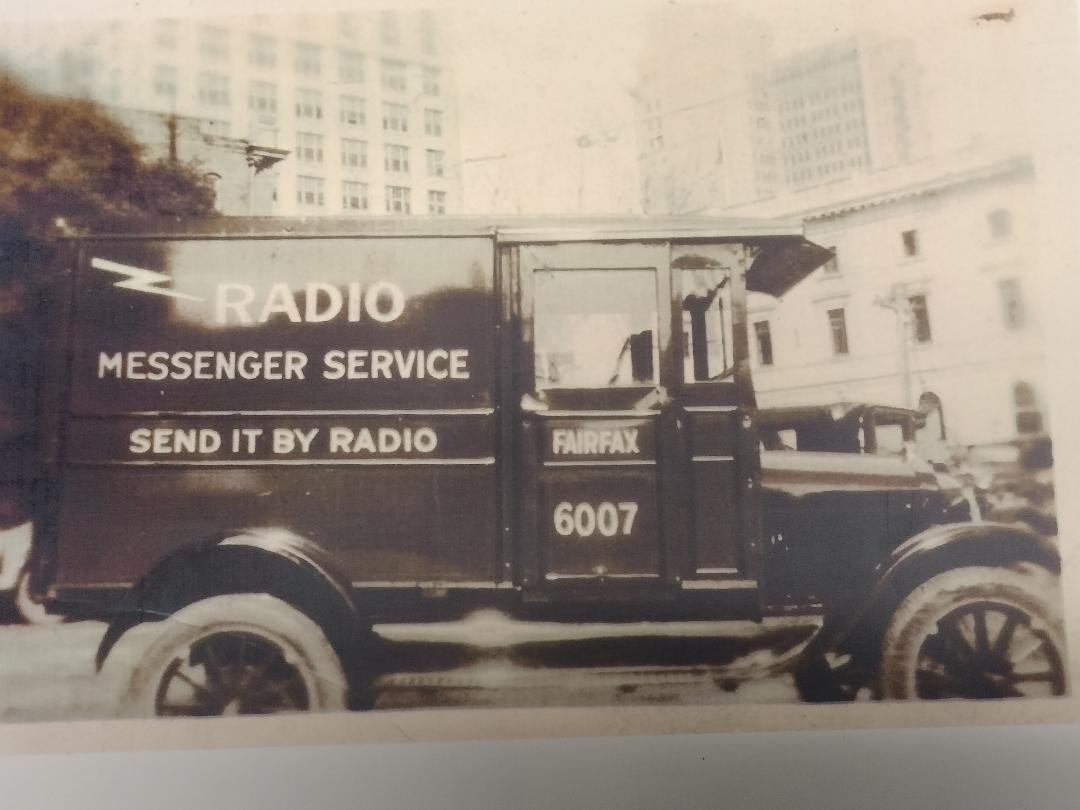 RADIO
MESSENGER SERVICE
SEND IT BY RADIO
FAIRFAX
6007